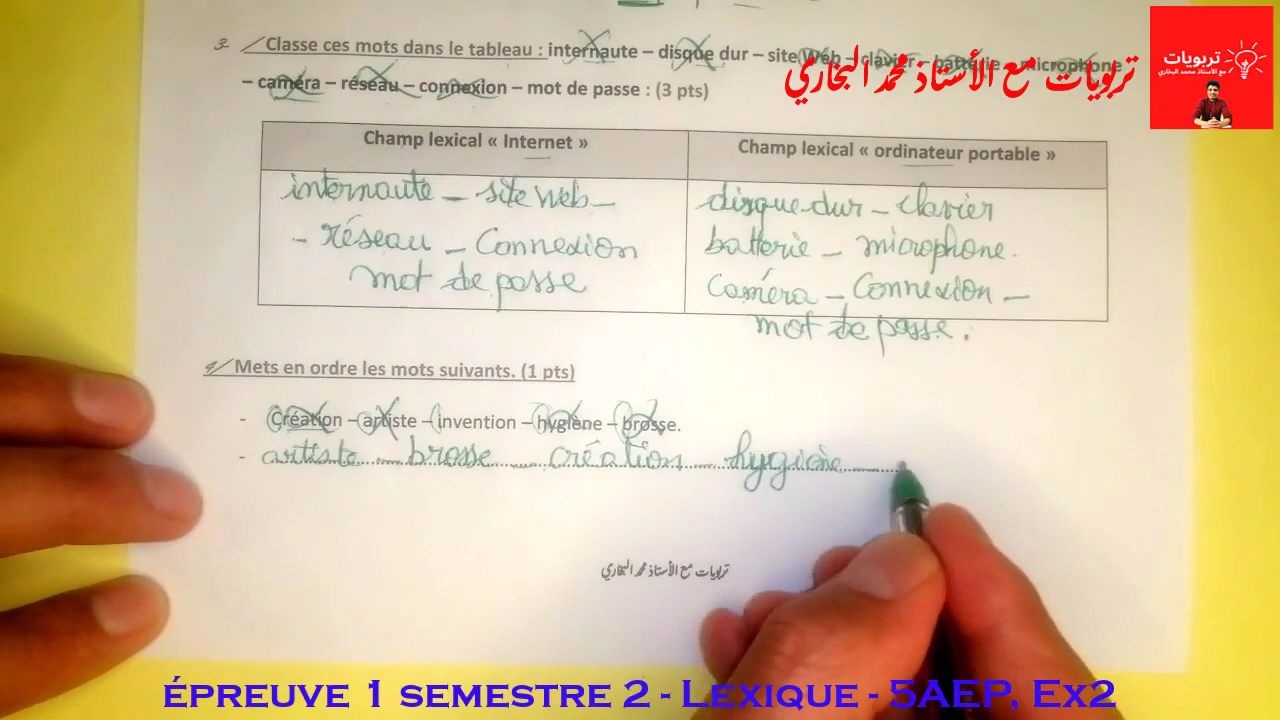 3/ Classe ces mots dans le tableau : internaute – disque dur – site Web – clavier – batterie – microphone
– caméra – réseau – connexion – mot de passe : (3 pts)
تربويات مع الأستاذ محمد البخاري
تربويات
مع الأستاذ محمد البخاري
Champ lexical « Internet »
Champ lexical « ordinateur portable »
internaute – site Web –
- réseau – Connexion
mot de passe
disque dur – clavier
batterie – microphone.
caméra – Connexion –
mot de passe.
4/ Mets en ordre les mots suivants. (1 pts)
- Création – artiste – invention – hygiène – brosse.
- artiste brosse création hygiène
تربويات مع الأستاذ محمد البخاري
épreuve 1 semestre 2 - Lexique - 5AEP, Ex2